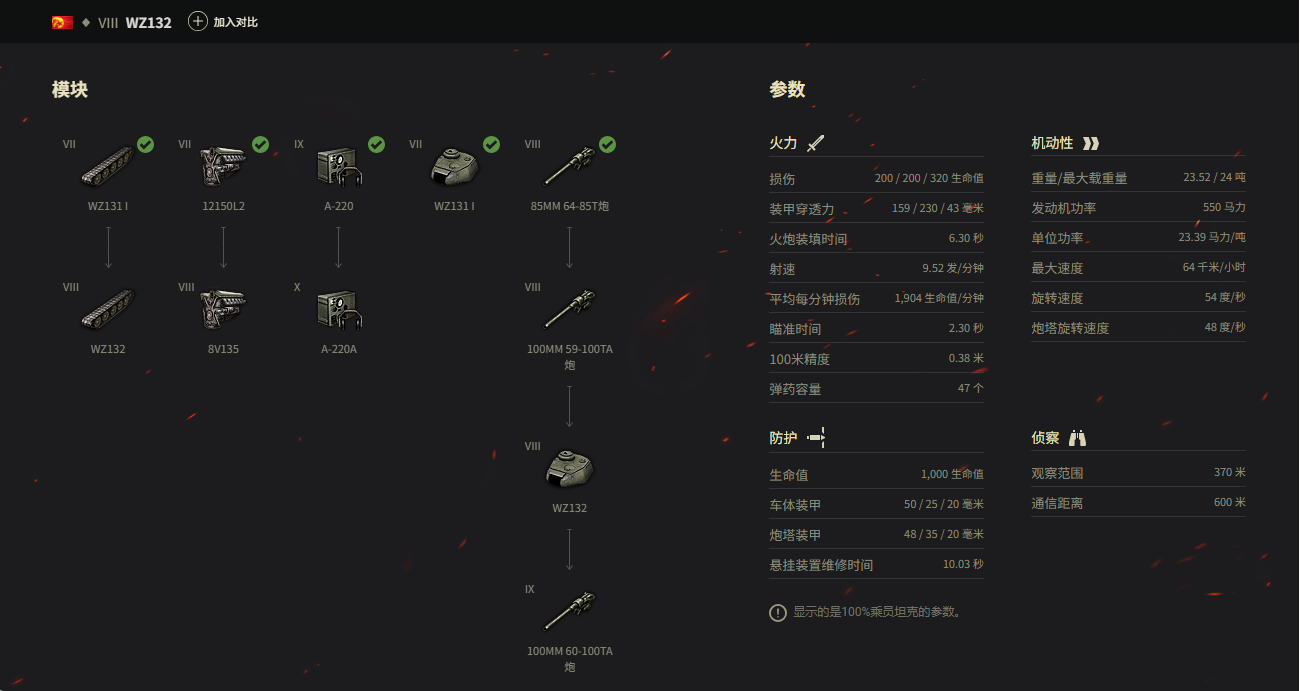 VIII WZ132 加入对比
模块
VII VII IX VII VIII
WZ131 I 12150L2 A-220 WZ131 I 85MM 64-85T炮
VIII VIII X VIII
WZ132 8V135 A-220A 100MM 59-100TA
炮
VIII
WZ132
IX
100MM 60-100TA
炮
参数
火力
损伤 200 / 200 / 320 生命值
装甲穿透力 159 / 230 / 43 毫米
火炮装填时间 6.30 秒
射速 9.52 发/分钟
平均每分钟损伤 1,904 生命值/分钟
瞄准时间 2.30 秒
100米精度 0.38 米
弹药容量 47 个
机动性
重量/最大载重量 23.52 / 24 吨
发动机功率 550 马力
单位功率 23.39 马力/吨
最大速度 64 千米/小时
旋转速度 54 度/秒
炮塔旋转速度 48 度/秒
防护
生命值 1,000 生命值
车体装甲 50 / 25 / 20 毫米
炮塔装甲 48 / 35 / 20 毫米
悬挂装置维修时间 10.03 秒
侦察
观察范围 370 米
通信距离 600 米
显示的是100%乘员坦克的参数。